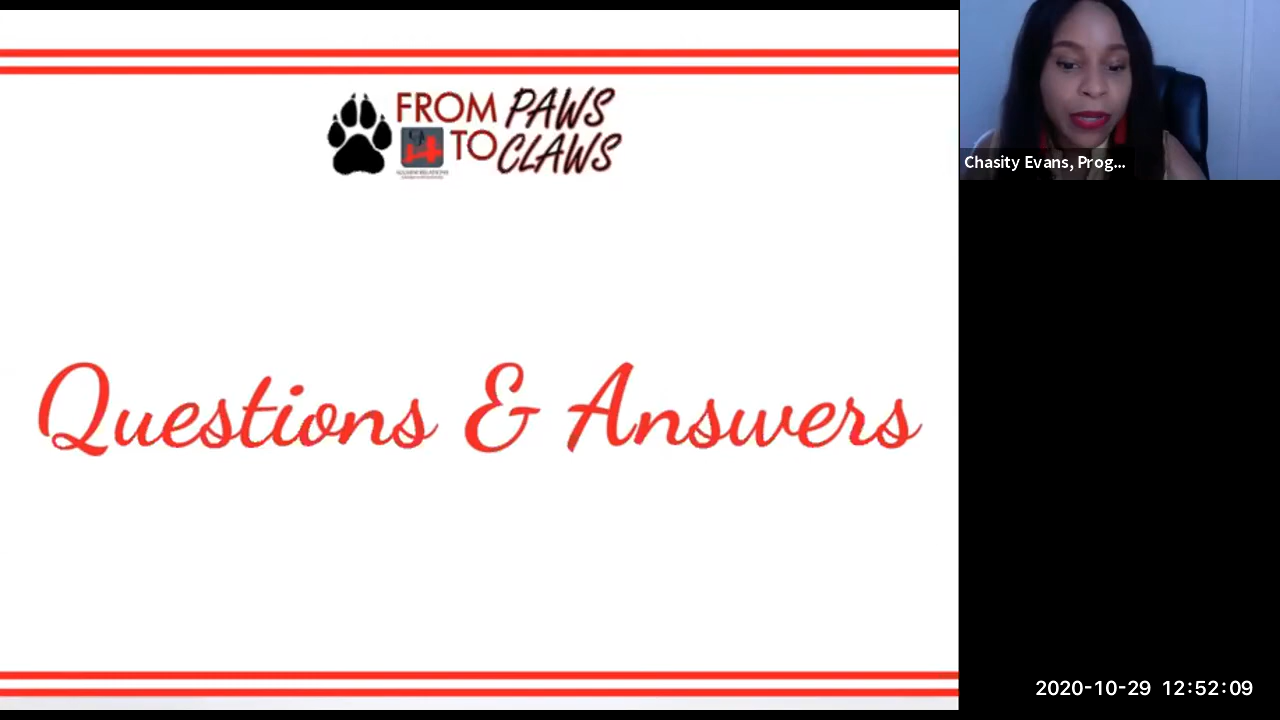 FROM PAWS
TO CLAWS
Questions & Answers
Chasity Evans, Prog...
2020-10-29 12:52:09